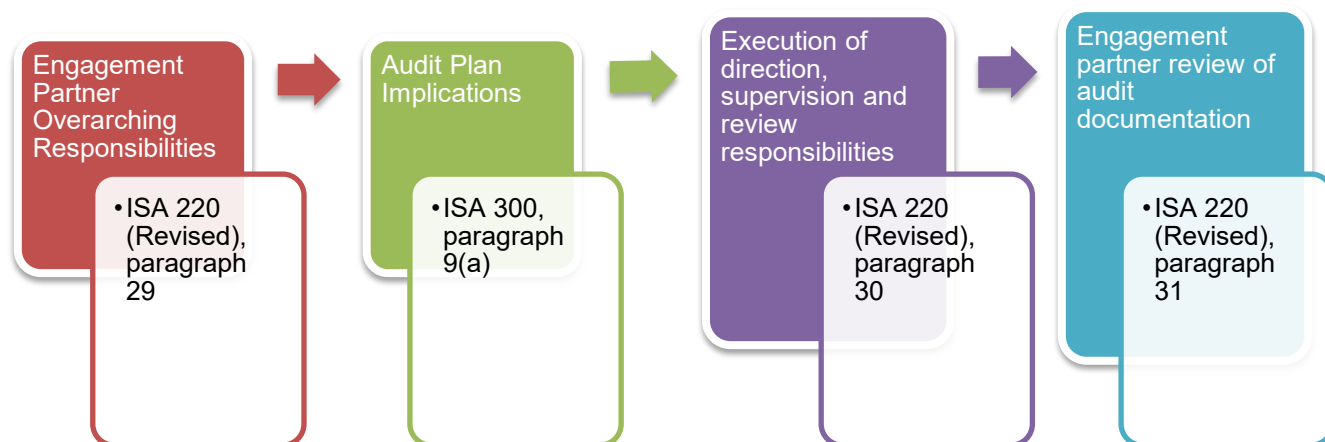 Engagement
Partner
Overarching
Responsibilities
•ISA 220
(Revised),
paragraph
29
Audit Plan
Implications
•ISA 300,
paragraph
9(a)
Execution of
direction,
supervision and
review
responsibilities
•ISA 220
(Revised),
paragraph
30
Engagement
partner review of
audit
documentation
•ISA 220
(Revised),
paragraph
31